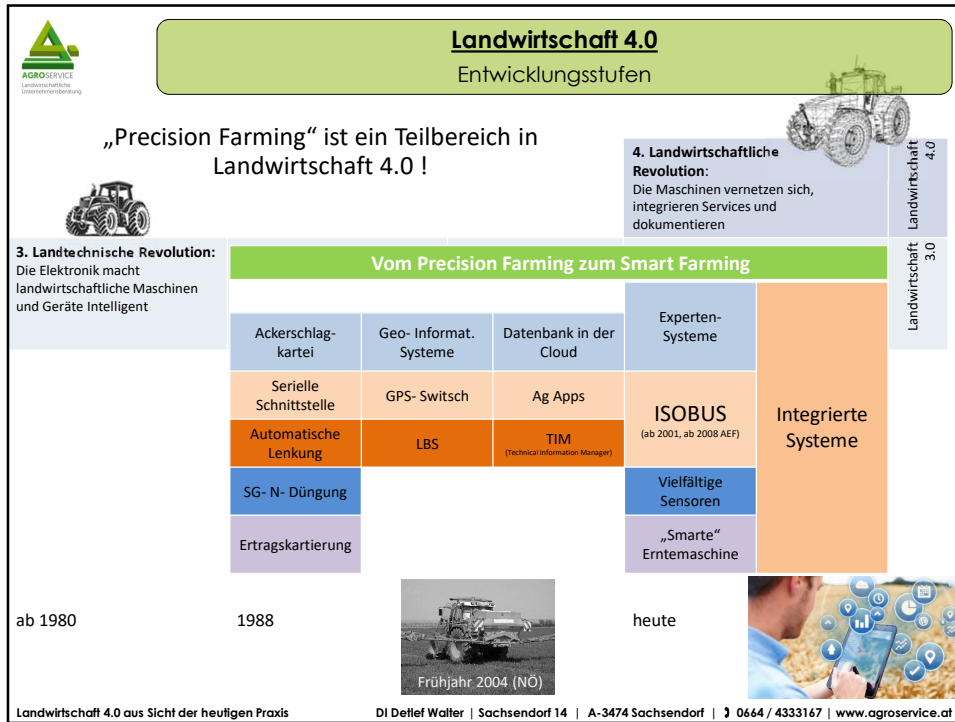 AGROSERVICE
Landwirtschaftliche
Unternehmensberatung
Landwirtschaft 4.0
Entwicklungsstufen
„Precision Farming“ ist ein Teilbereich in
Landwirtschaft 4.0 !
4. Landwirtschaftliche
Revolution:
Die Maschinen vernetzen sich,
integrieren Services und
dokumentieren
Landwirtschaft
4.0
3. Landtechnische Revolution:
Die Elektronik macht
landwirtschaftliche Maschinen
und Geräte Intelligent
Vom Precision Farming zum Smart Farming
Landwirtschaft
3.0
Ackerschlag-
kartei
Geo- Informat.
Systeme
Datenbank in der
Cloud
Experten-
Systeme
Serielle
Schnittstelle
GPS- Switsch
Ag Apps
ISOBUS
(ab 2001, ab 2008 AEF)
Integrierte
Systeme
Automatische
Lenkung
LBS
TIM
(Technical Information Manager)
SG- N- Düngung
Vielfältige
Sensoren
Ertragskartierung
„Smarte“
Erntemaschine
ab 1980
1988
Frühjahr 2004 (NÖ)
heute
Landwirtschaft 4.0 aus Sicht der heutigen Praxis
DI Detlef Walter | Sachsendorf 14 | A-3474 Sachsendorf | 0664 / 4333167 | www.agroservice.at